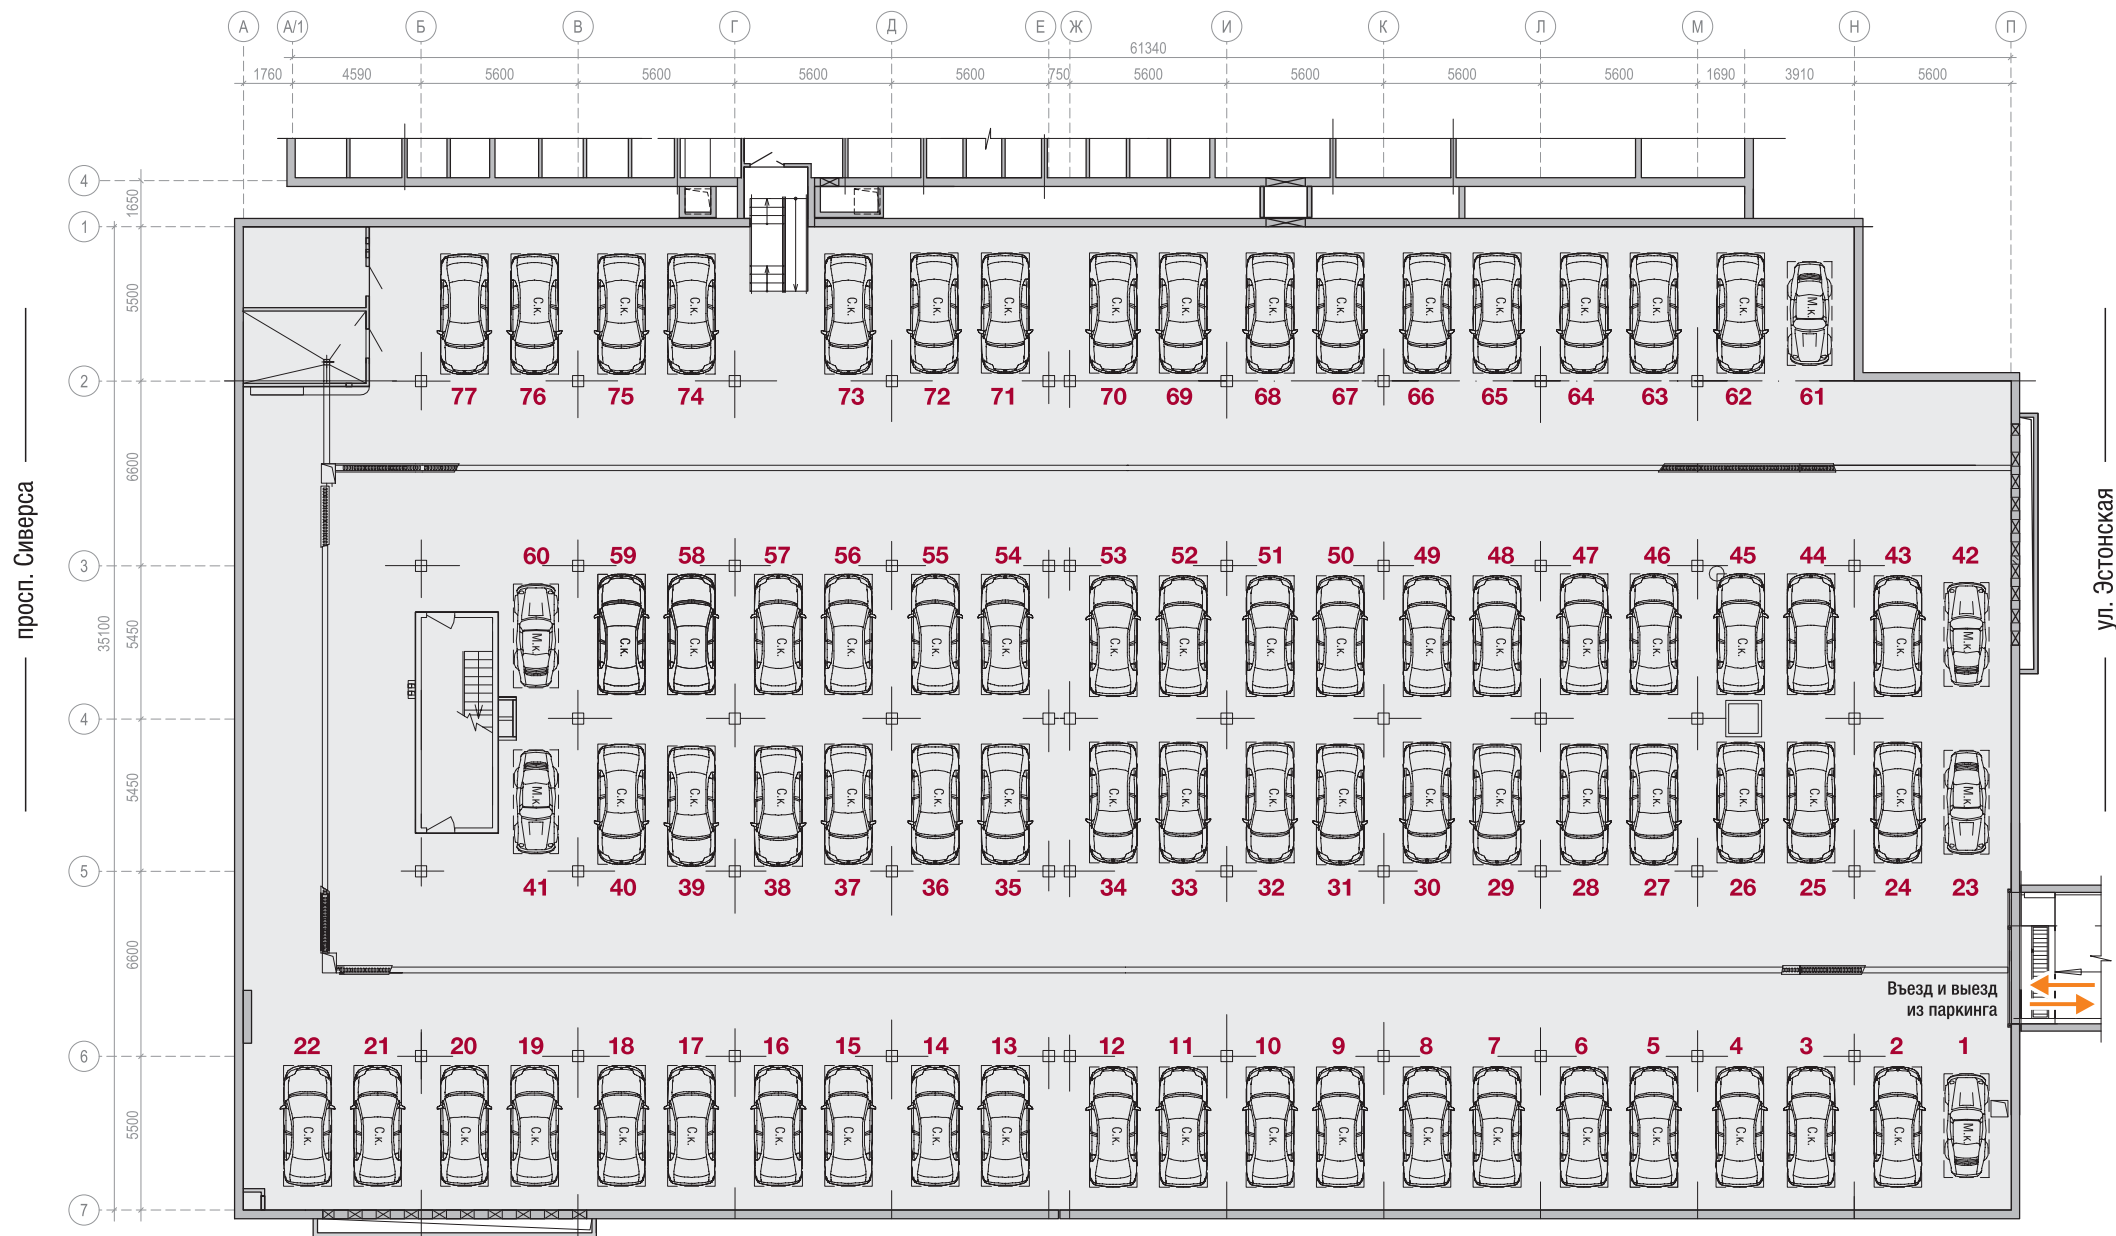 А А/1 Б В Г Д Е Ж И К Л М Н П
61340
1760 4590 5600 5600 5600 5600 750 5600 5600 5600 5600 1690 3910 5600
4
1650
1
5500
С.к. С.к. С.к. С.к. С.к. С.к. С.к. С.к. С.к. С.к. С.к. С.к. С.к. С.к. С.к. С.к. М.к.
2
77 76 75 74 73 72 71 70 69 68 67 66 65 64 63 62 61
6600
просп. Сиверса
ул. Эстонская
3
60 59 58 57 56 55 54 53 52 51 50 49 48 47 46 45 44 43 42
35100
5450
М.к. С.к. С.к. С.к. С.к. С.к. С.к. С.к. С.к. С.к. С.к. С.к. С.к. С.к. С.к. С.к. С.к. С.к. М.к.
4
5450
М.к. С.к. С.к. С.к. С.к. С.к. С.к. С.к. С.к. С.к. С.к. С.к. С.к. С.к. С.к. С.к. С.к. С.к. М.к.
5
41 40 39 38 37 36 35 34 33 32 31 30 29 28 27 26 25 24 23
6600
Въезд и выезд
из паркинга
6
22 21 20 19 18 17 16 15 14 13 12 11 10 9 8 7 6 5 4 3 2 1
5500
С.к. С.к. С.к. С.к. С.к. С.к. С.к. С.к. С.к. С.к. С.к. С.к. С.к. С.к. С.к. С.к. С.к. С.к. С.к. С.к. С.к. М.к.
7